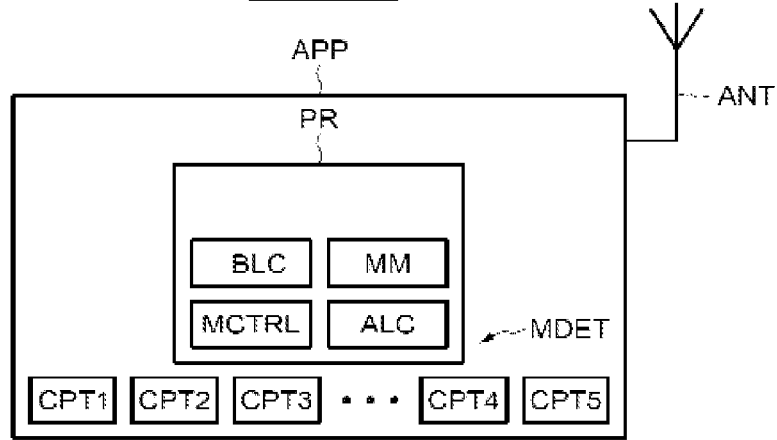 APP
ANT
PR
BLC MM
MCTRL ALC
MDET
CPT1 CPT2 CPT3 • • • CPT4 CPT5